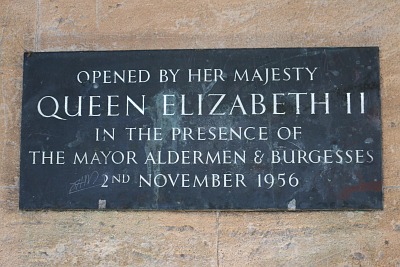 OPENED BY HER MAJESTY
QUEEN ELIZABETH II
IN THE PRESENCE OF
THE MAYOR ALDERMEN & BURGESSES
2ND NOVEMBER 1956